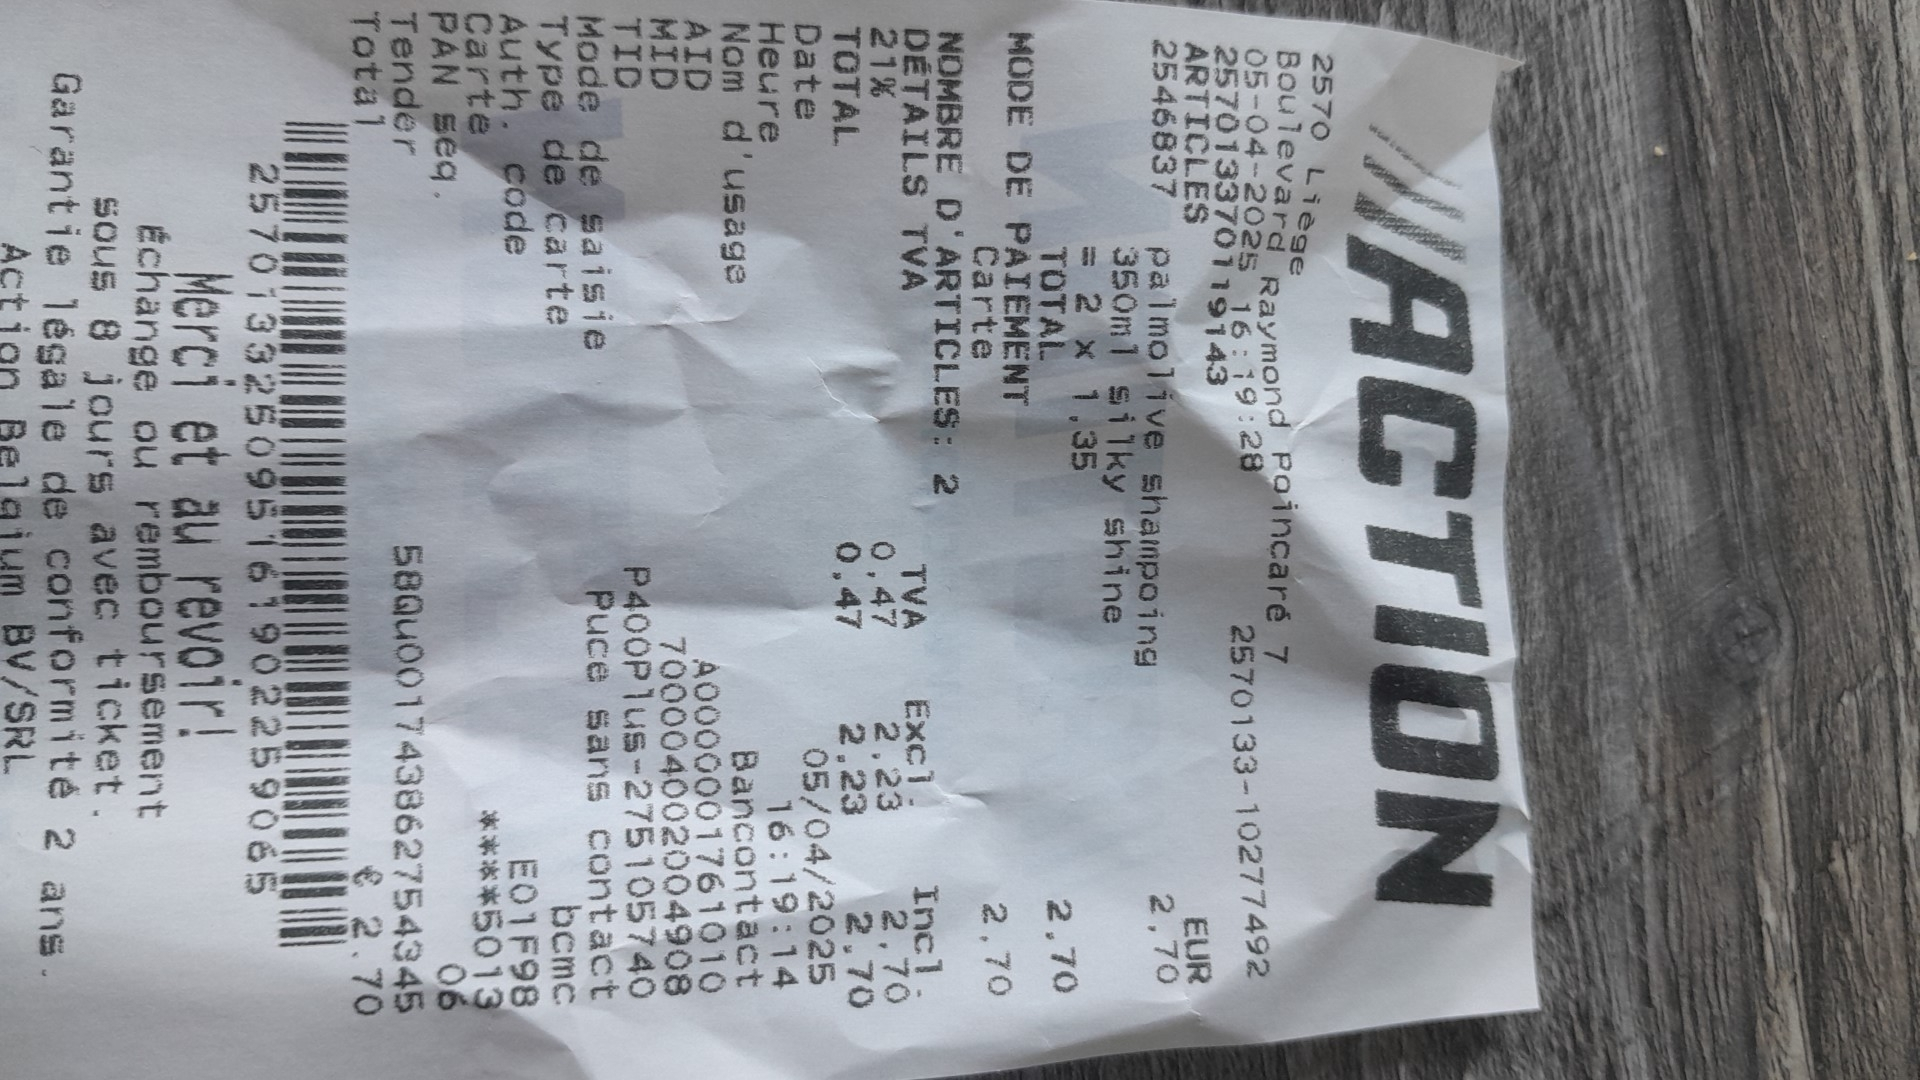 ACTION
2570 Liège
Boulevard Raymond Poincaré 7
05-04-2025 16:19:28 2570133-10277492
257013370119143
ARTICLES EUR
2546837 palmolive shampoing 2.70
350ml silky shine
= 2 x 1,35
TOTAL 2.70
MODE DE PAIEMENT
Carte 2.70
NOMBRE D'ARTICLES: 2
DÉTAILS TVA TVA Excl. Incl.
21% 0.47 2.23 2.70
TOTAL 0.47 2.23 2.70
Date 05/04/2025
Heure 16:19:14
Nom d'usage Bancontact
AID A00000001761010
MID 700004002004908
TID P400Plus-275105740
Mode de saisie Puce sans contact
Type de carte bcmc
Auth. code E01F98
Carte ****5013
PAN seq. 06
Tender 58Qu001743862754345
Total € 2.70
2570133250951619022259065
Merci et au revoir!
Échange ou remboursement
sous 8 jours avec ticket.
Garantie légale de conformité 2 ans.
Action Belgium BV/SRL